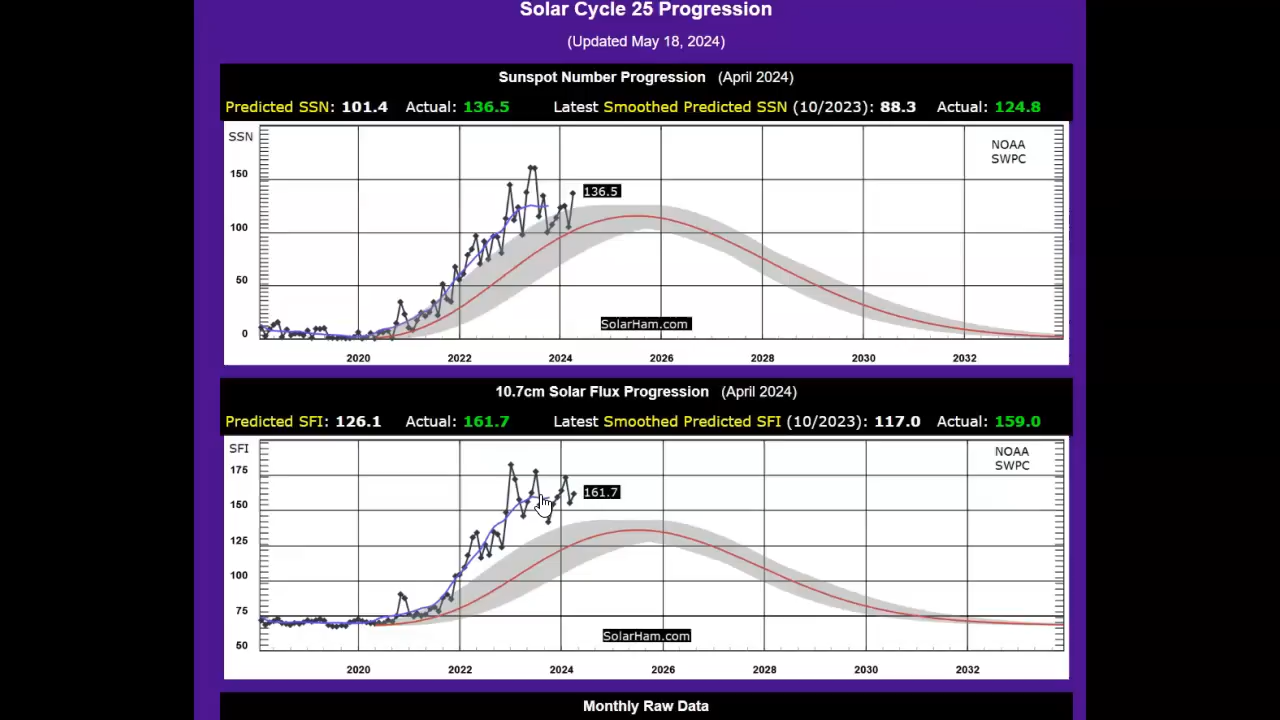 Solar Cycle 25 Progression
(Updated May 18, 2024)
Sunspot Number Progression (April 2024)
Predicted SSN: 101.4 Actual: 136.5 Latest Smoothed Predicted SSN (10/2023): 88.3 Actual: 124.8
SSN
NOAA
SWPC
150
136.5
100
50
SolarHam.com
0
2020 2022 2024 2026 2028 2030 2032
10.7cm Solar Flux Progression (April 2024)
Predicted SFI: 126.1 Actual: 161.7 Latest Smoothed Predicted SFI (10/2023): 117.0 Actual: 159.0
SFI
NOAA
SWPC
175
161.7
150
125
100
75
SolarHam.com
50
2020 2022 2024 2026 2028 2030 2032
Monthly Raw Data